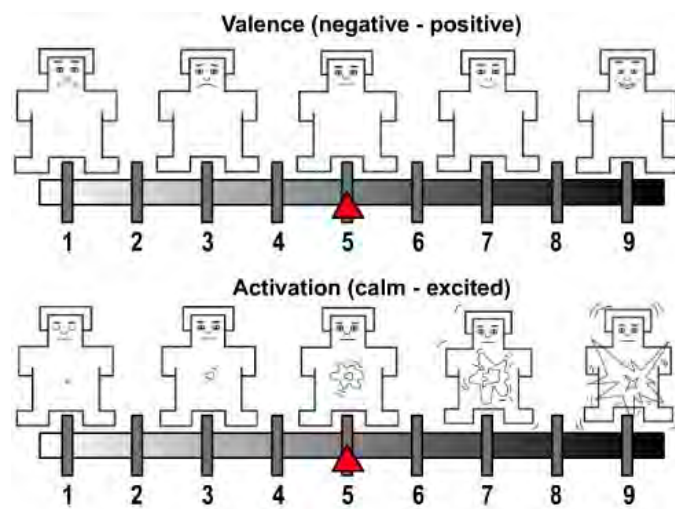 Valence (negative - positive)
1 2 3 4 5 6 7 8 9
Activation (calm - excited)
1 2 3 4 5 6 7 8 9